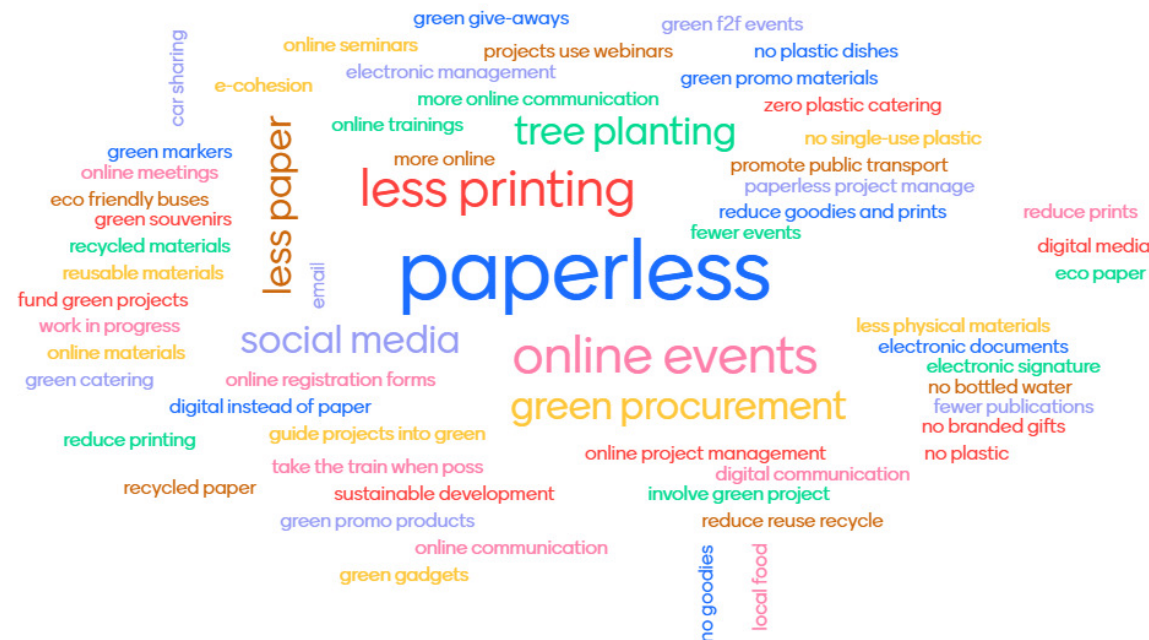 green give-aways
green f2f events
car sharing
online seminars
projects use webinars
no plastic dishes
electronic management
green promo materials
e-cohesion
more online communication
zero plastic catering
less paper
online trainings
tree planting
no single-use plastic
green markers
more online
promote public transport
online meetings
less printing
paperless project manage
eco friendly buses
reduce goodies and prints
reduce prints
green souvenirs
fewer events
recycled materials
digital media
reusable materials
email
paperless
eco paper
fund green projects
work in progress
less physical materials
social media
online events
electronic documents
online materials
electronic signature
green catering
online registration forms
no bottled water
digital instead of paper
green procurement
fewer publications
no branded gifts
reduce printing
guide projects into green
online project management
no plastic
take the train when poss
digital communication
recycled paper
sustainable development
involve green project
green promo products
reduce reuse recycle
online communication
green gadgets
no goodies
local food